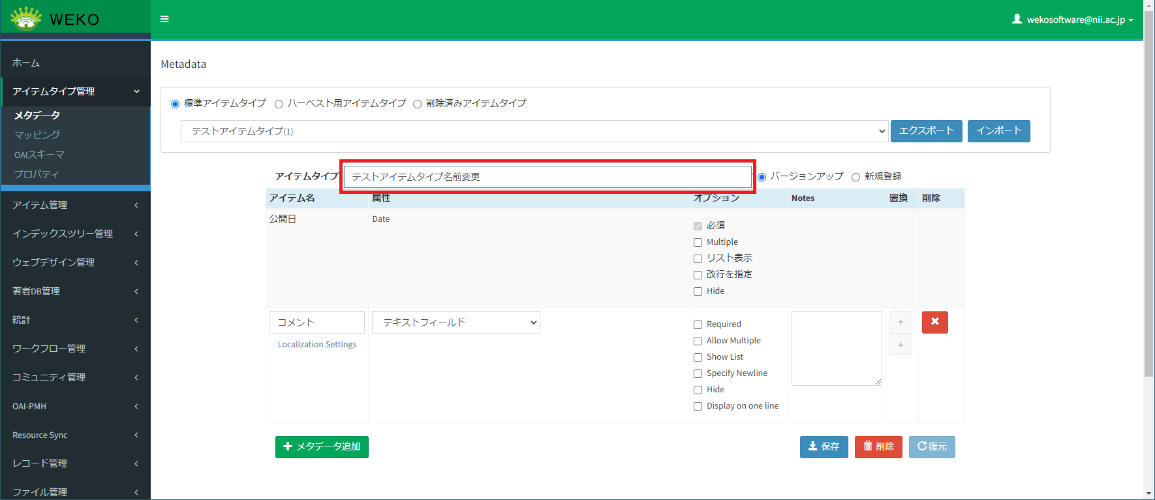 WEKO
wekosoftware@nii.ac.jp
ホーム
アイテムタイプ管理
メタデータ
マッピング
OAIスキーマ
プロパティ
アイテム管理
インデックスツリー管理
ウェブデザイン管理
著者DB管理
統計
ワークフロー管理
コミュニティ管理
OAI-PMH
Resource Sync
レコード管理
ファイル管理
Metadata
標準アイテムタイプ ハーベスト用アイテムタイプ 削除済みアイテムタイプ
テストアイテムタイプ(1) エクスポート インポート
アイテムタイプ テストアイテムタイプ名前変更 バージョンアップ 新規登録
アイテム名 属性 オプション Notes 置換 削除
公開日 Date
必須
Multiple
リスト表示
改行を指定
Hide
コメント テキストフィールド
Localization Settings
Required
Allow Multiple
Show List
Specify Newline
Hide
Display on one line
メタデータ追加 保存 削除 復元